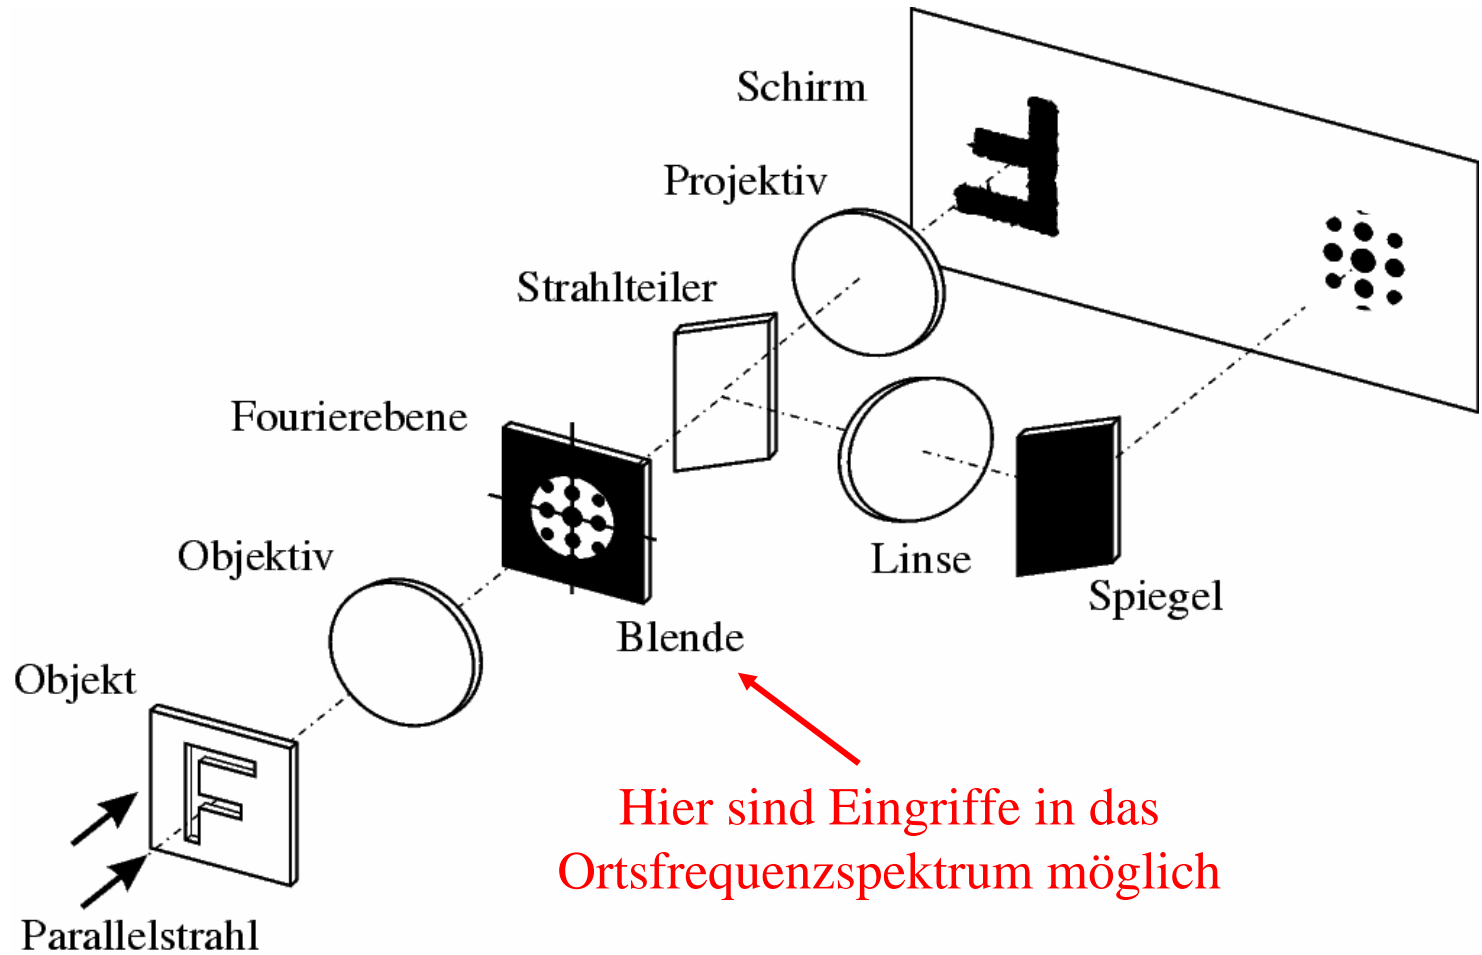 Schirm
Projektiv
Strahlteiler
Fourierebene
Objektiv
Linse
Spiegel
Blende
Objekt
F
Hier sind Eingriffe in das
Ortsfrequenzspektrum möglich
Parallelstrahl